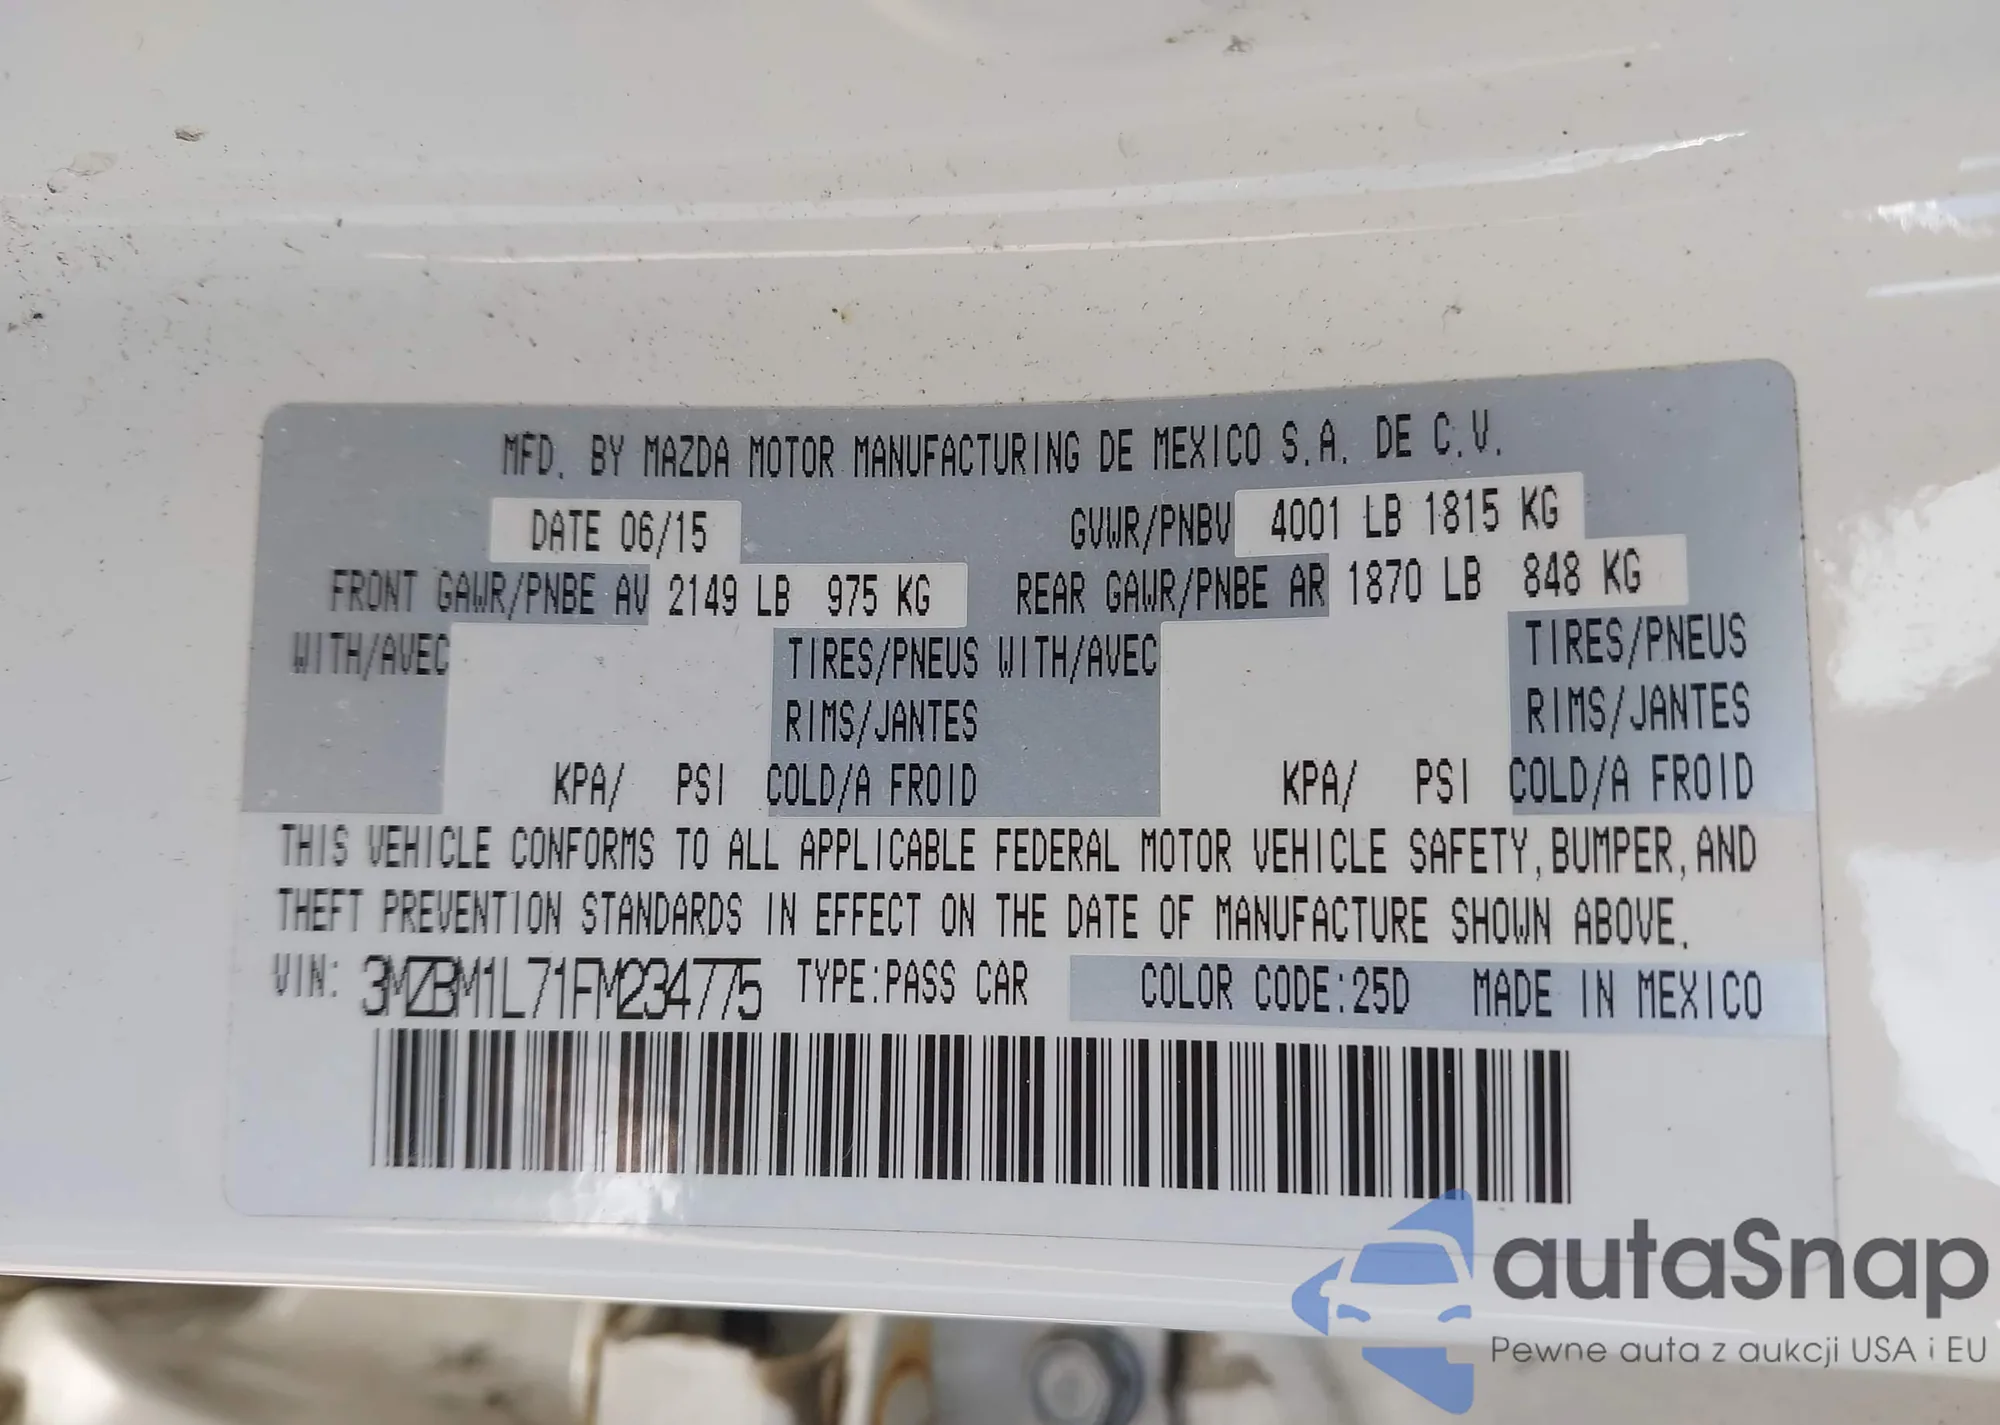 MFD. BY MAZDA MOTOR MANUFACTURING DE MEXICO S.A. DE C.V.
DATE 06/15 GVWR/PNBV 4001 LB 1815 KG
FRONT GAWR/PNBE AV 2149 LB 975 KG REAR GAWR/PNBE AR 1870 LB 848 KG
WITH/AVEC TIRES/PNEUS WITH/AVEC TIRES/PNEUS
RIMS/JANTES RIMS/JANTES
KPA/ PSI COLD/A FROID KPA/ PSI COLD/A FROID
THIS VEHICLE CONFORMS TO ALL APPLICABLE FEDERAL MOTOR VEHICLE SAFETY, BUMPER, AND
THEFT PREVENTION STANDARDS IN EFFECT ON THE DATE OF MANUFACTURE SHOWN ABOVE.
VIN: 3MZBM1L71FM234775 TYPE:PASS CAR COLOR CODE:25D MADE IN MEXICO
autaSnap
Pewne auta z aukcji USA i EU